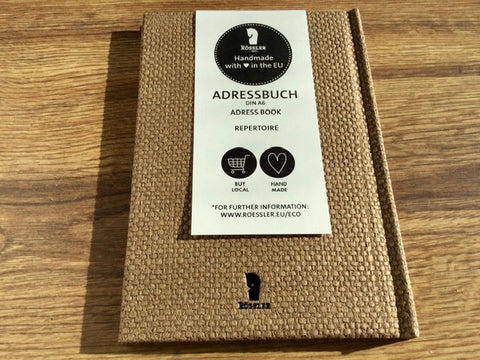 RÖSSLER
Handmade
with ♥ in the EU
ADRESSBUCH
DIN A6
ADRESS BOOK
REPERTOIRE
BUY
LOCAL
HAND
MADE
*FOR FURTHER INFORMATION:
WWW.ROESSLER.EU/ECO
RÖSSLER